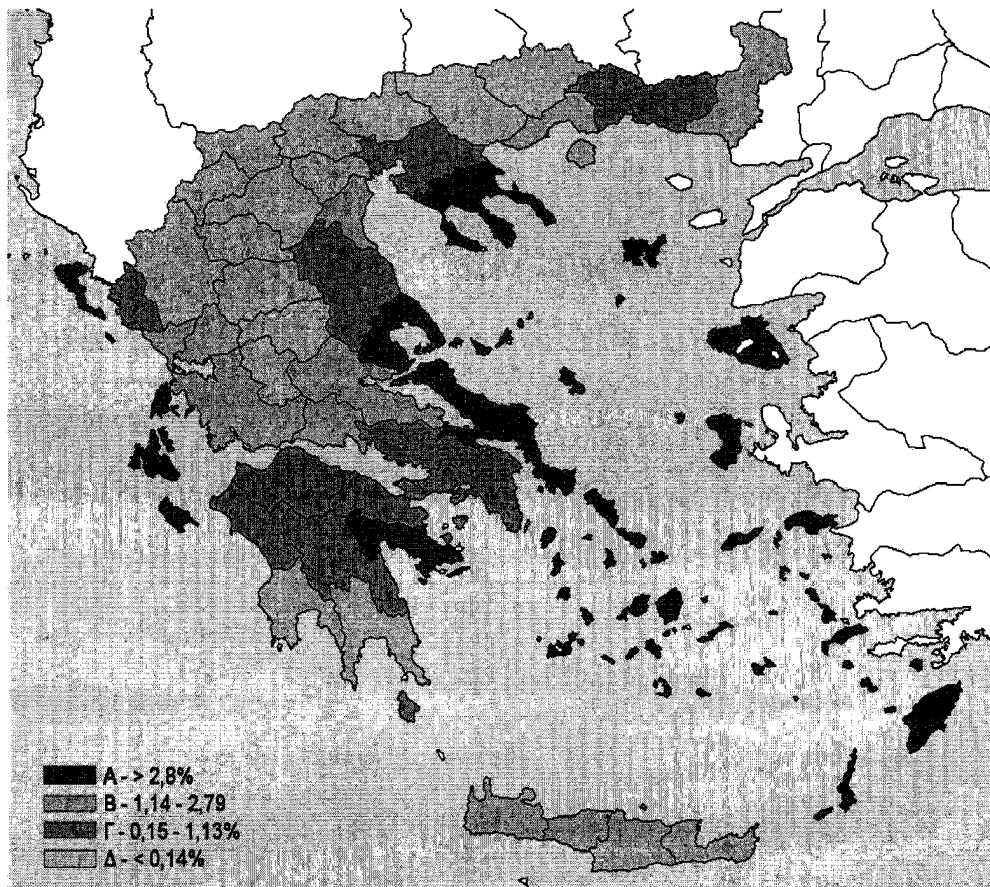 Α - > 2,8%
Β - 1,14 - 2,79
Γ - 0,15 - 1,13%
Δ - < 0,14%